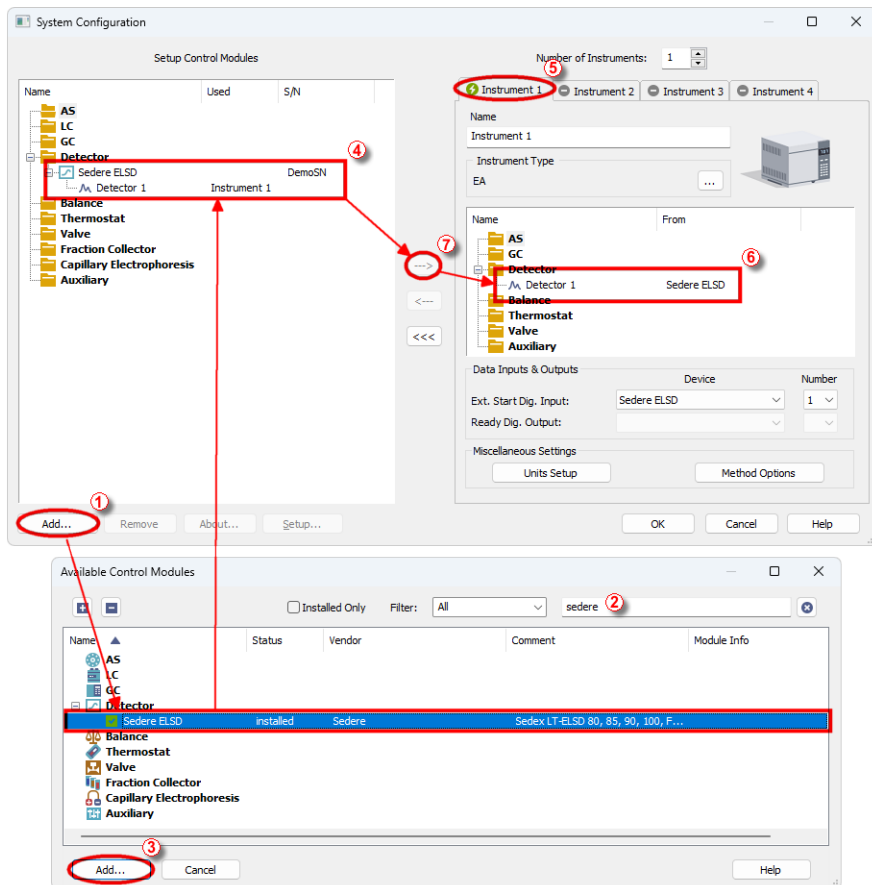 System Configuration
Setup Control Modules
Number of Instruments: 1
⑤
Name Used S/N
AS
LC
GC
Detector
④
Sedere ELSD DemoSN
Detector 1 Instrument 1
Balance
Thermostat
Valve
Fraction Collector
Capillary Electrophoresis
Auxiliary
⑦
--->
<---
<<<
Instrument 1 Instrument 2 Instrument 3 Instrument 4
Name
Instrument 1
Instrument Type
EA ...
Name From
AS
GC
Detector
⑥
Detector 1 Sedere ELSD
Balance
Thermostat
Valve
Auxiliary
Data Inputs & Outputs
Device Number
Ext. Start Dig. Input: Sedere ELSD 1
Ready Dig. Output:
Miscellaneous Settings
Units Setup Method Options
①
Add... Remove About... Setup...
OK Cancel Help
Available Control Modules
Installed Only Filter: All sedere ②
Name Status Vendor Comment Module Info
AS
LC
GC
Detector
Sedere ELSD installed Sedere Sedex LT-ELSD 80, 85, 90, 100, F...
Balance
Thermostat
Valve
Fraction Collector
Capillary Electrophoresis
Auxiliary
③
Add... Cancel Help